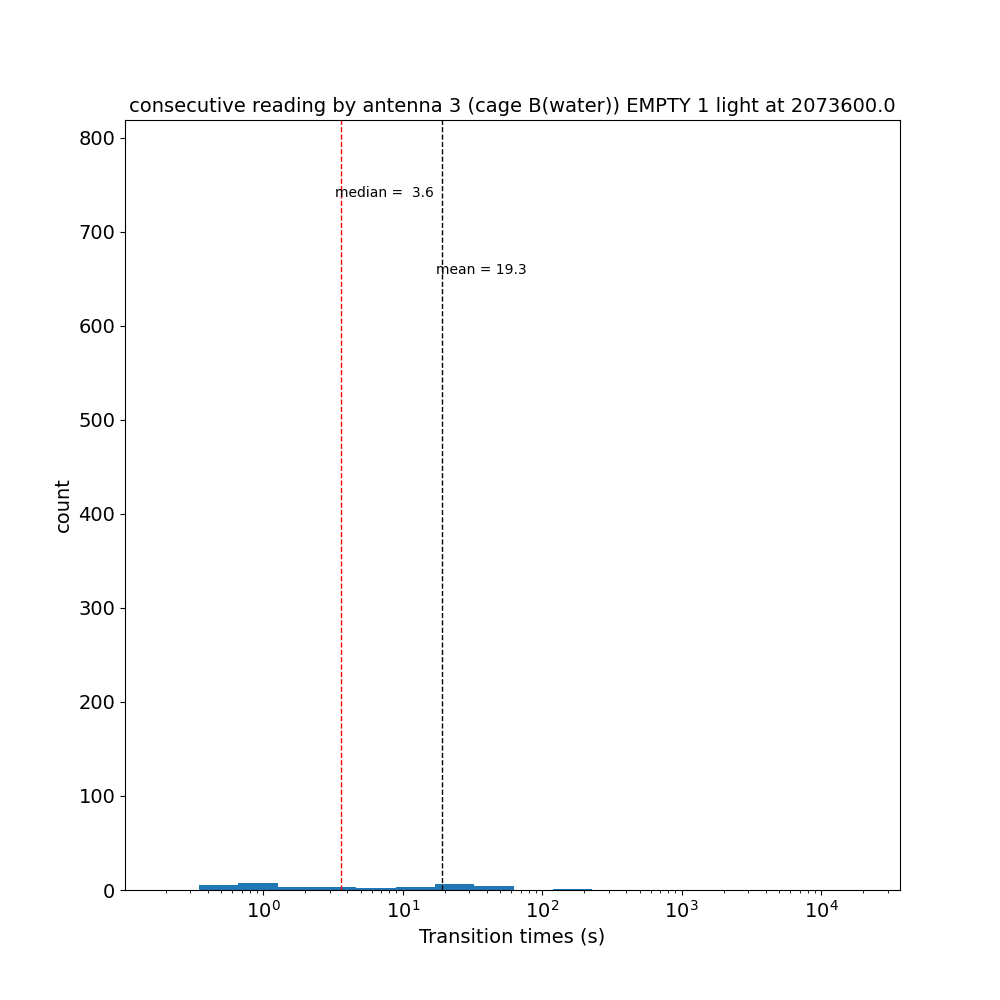 consecutive reading by antenna 3 (cage B(water)) EMPTY 1 light at 2073600.0
800
700
600
500
400
300
200
100
0
count
median =  3.6
mean = 19.3
10^0
10^1
10^2
10^3
10^4
Transition times (s)